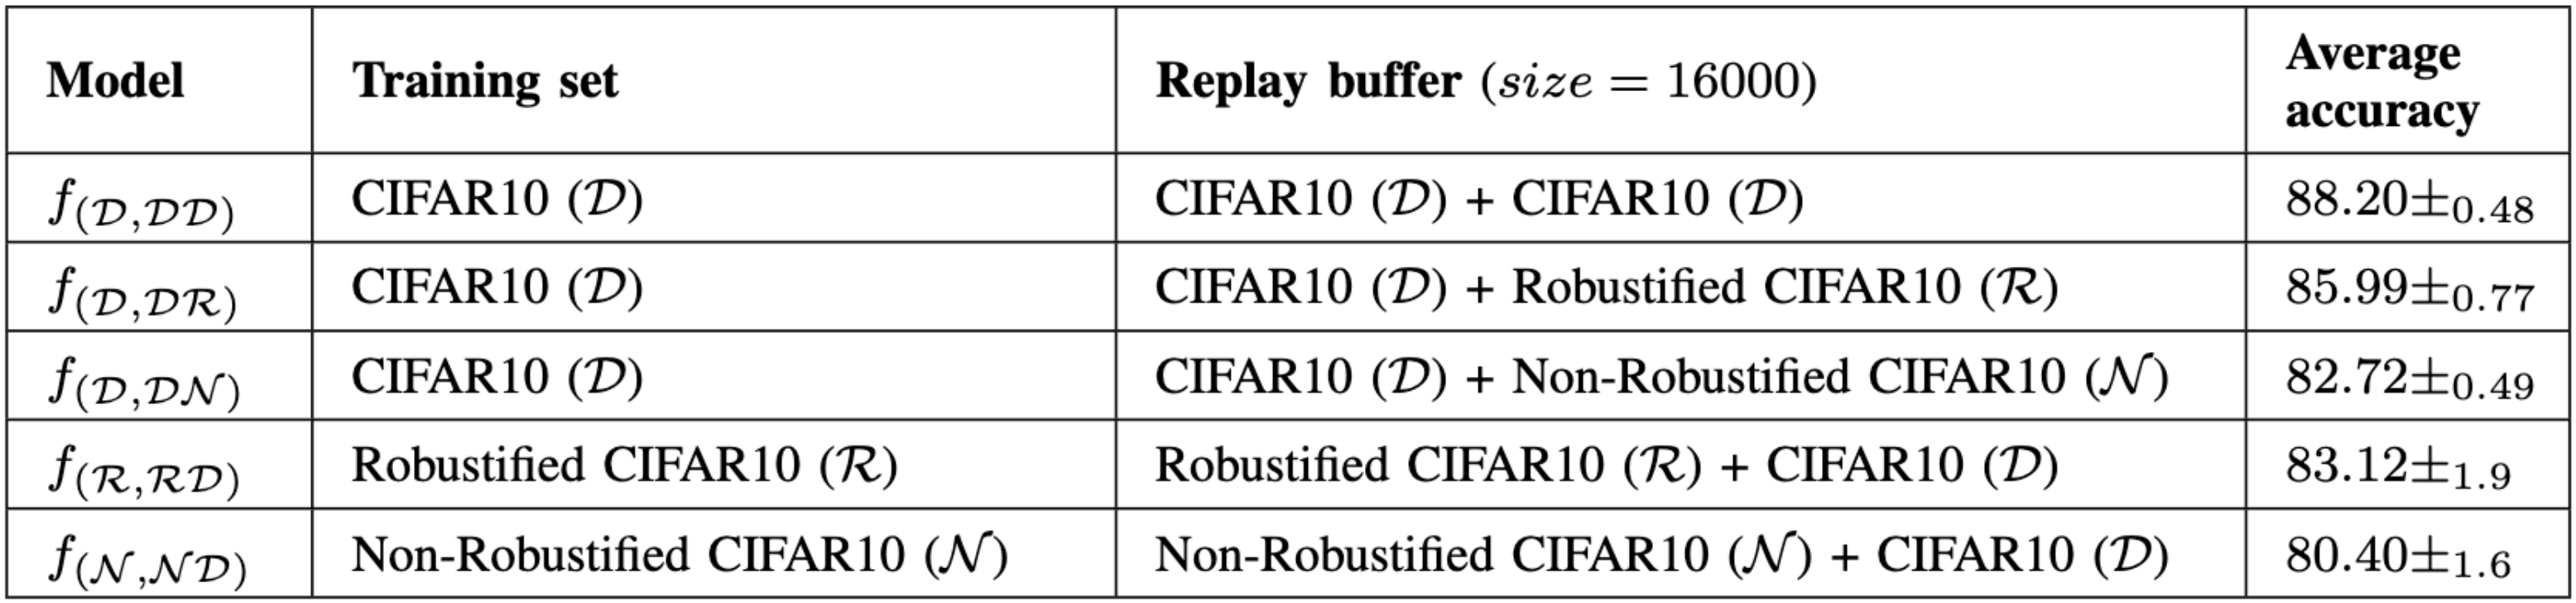 Model Training set Replay buffer (size = 16000) Average accuracy
f(𝒟,𝒟𝒟) CIFAR10 (𝒟) CIFAR10 (𝒟) + CIFAR10 (𝒟) 88.20±0.48
f(𝒟,𝒟ℛ) CIFAR10 (𝒟) CIFAR10 (𝒟) + Robustified CIFAR10 (ℛ) 85.99±0.77
f(𝒟,𝒟𝒩) CIFAR10 (𝒟) CIFAR10 (𝒟) + Non-Robustified CIFAR10 (𝒩) 82.72±0.49
f(ℛ,ℛ𝒟) Robustified CIFAR10 (ℛ) Robustified CIFAR10 (ℛ) + CIFAR10 (𝒟) 83.12±1.9
f(𝒩,𝒩𝒟) Non-Robustified CIFAR10 (𝒩) Non-Robustified CIFAR10 (𝒩) + CIFAR10 (𝒟) 80.40±1.6